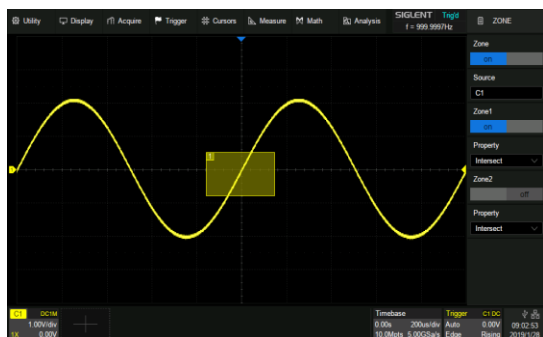 Utility Display Acquire Trigger Cursors Measure Math Analysis
SIGLENT Trig'd
f = 999.9997Hz
ZONE
Zone
on
Source
C1
Zone1
on
Property
Intersect
Zone2
off
Property
Intersect
1
C1 DC1M
1.00V/div
1X 0.00V
Timebase
0.00s 200us/div
10.0Mpts 5.00GSa/s
Trigger C1 DC
Auto 0.00V
Edge Rising
09:02:53
2019/1/28